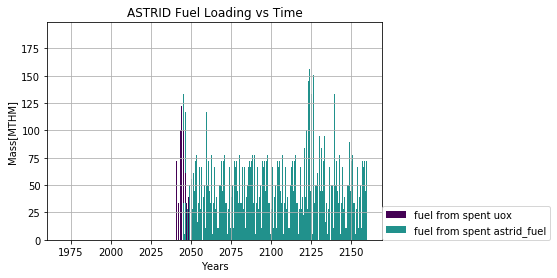 ASTRID Fuel Loading vs Time
Mass[MTHM]
175
150
125
100
75
50
25
0
1975 2000 2025 2050 2075 2100 2125 2150
Years
fuel from spent uox
fuel from spent astrid_fuel